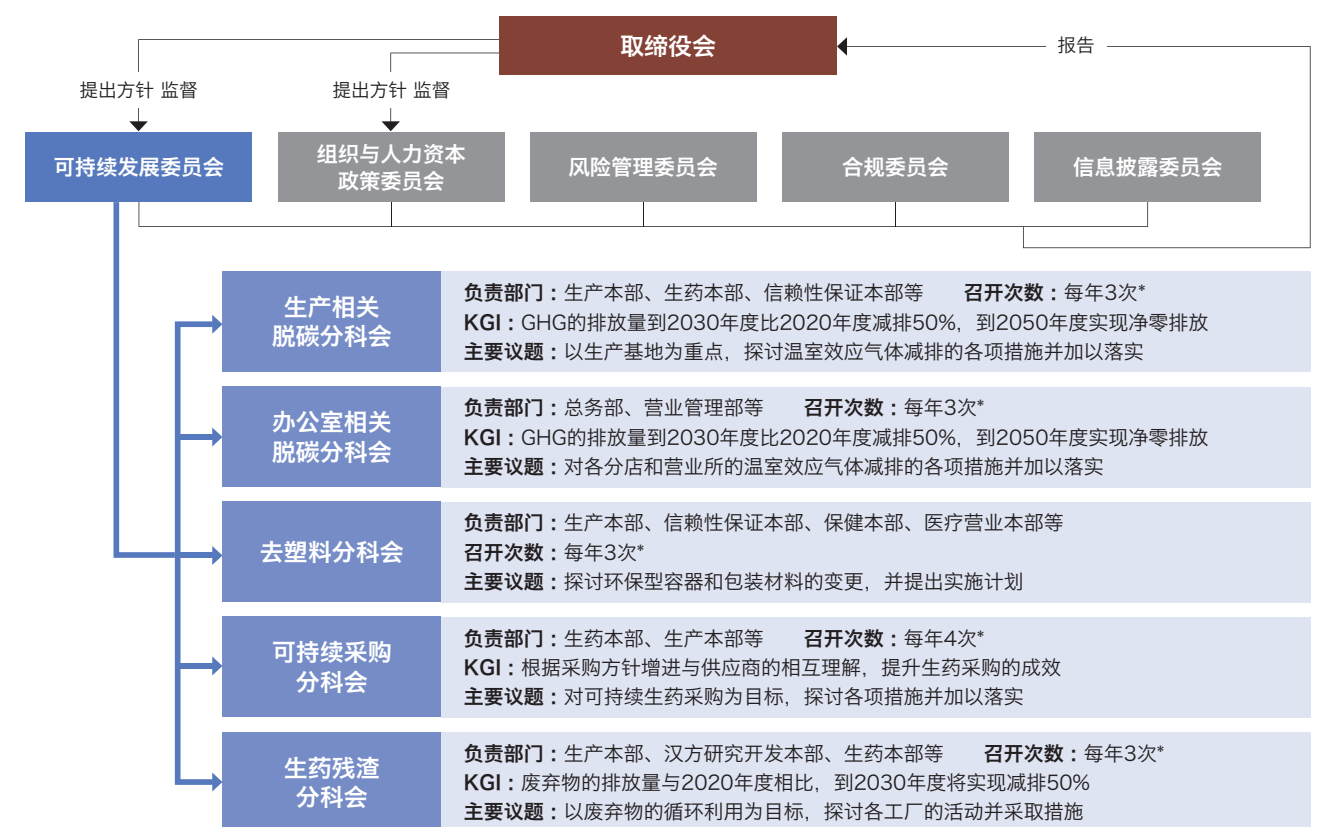 取缔役会
报告
提出方针 监督
提出方针 监督
可持续发展委员会
组织与人力资本
政策委员会
风险管理委员会
合规委员会
信息披露委员会
生产相关
脱碳分科会
负责部门：生产本部、生药本部、信赖性保证本部等 召开次数：每年3次*
KGI：GHG的排放量到2030年度比2020年度减排50%，到2050年度实现净零排放
主要议题：以生产基地为重点，探讨温室效应气体减排的各项措施并加以落实
办公室相关
脱碳分科会
负责部门：总务部、营业管理部等 召开次数：每年3次*
KGI：GHG的排放量到2030年度比2020年度减排50%，到2050年度实现净零排放
主要议题：对各分店和营业所的温室效应气体减排的各项措施并加以落实
去塑料分科会
负责部门：生产本部、信赖性保证本部、保健本部、医疗营业本部等
召开次数：每年3次*
主要议题：探讨环保型容器和包装材料的变更，并提出实施计划
可持续采购
分科会
负责部门：生药本部、生产本部等 召开次数：每年4次*
KGI：根据采购方针增进与供应商的相互理解，提升生药采购的成效
主要议题：对可持续生药采购为目标，探讨各项措施并加以落实
生药残渣
分科会
负责部门：生产本部、汉方研究开发本部、生药本部等 召开次数：每年3次*
KGI：废弃物的排放量与2020年度相比，到2030年度将实现减排50%
主要议题：以废弃物的循环利用为目标，探讨各工厂的活动并采取措施